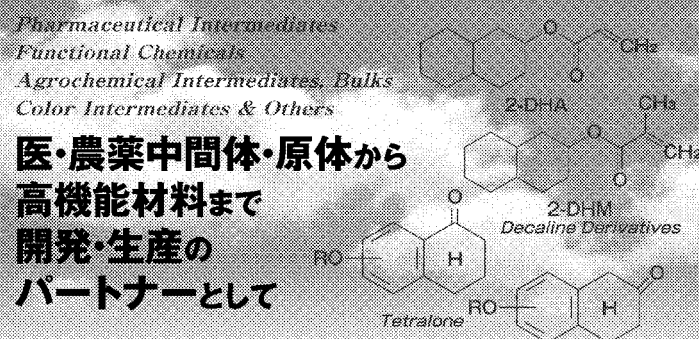 Pharmaceutical Intermediates
Functional Chemicals
Agrochemical Intermediates, Bulks
Color Intermediates & Others
医・農薬中間体・原体から
高機能材料まで
開発・生産の
パートナーとして
O
CH₂
O
2-DHA
CH₃
O
CH₂
O
2-DHM
Decaline Derivatives
O
RO
H
Tetralone
O
RO
H